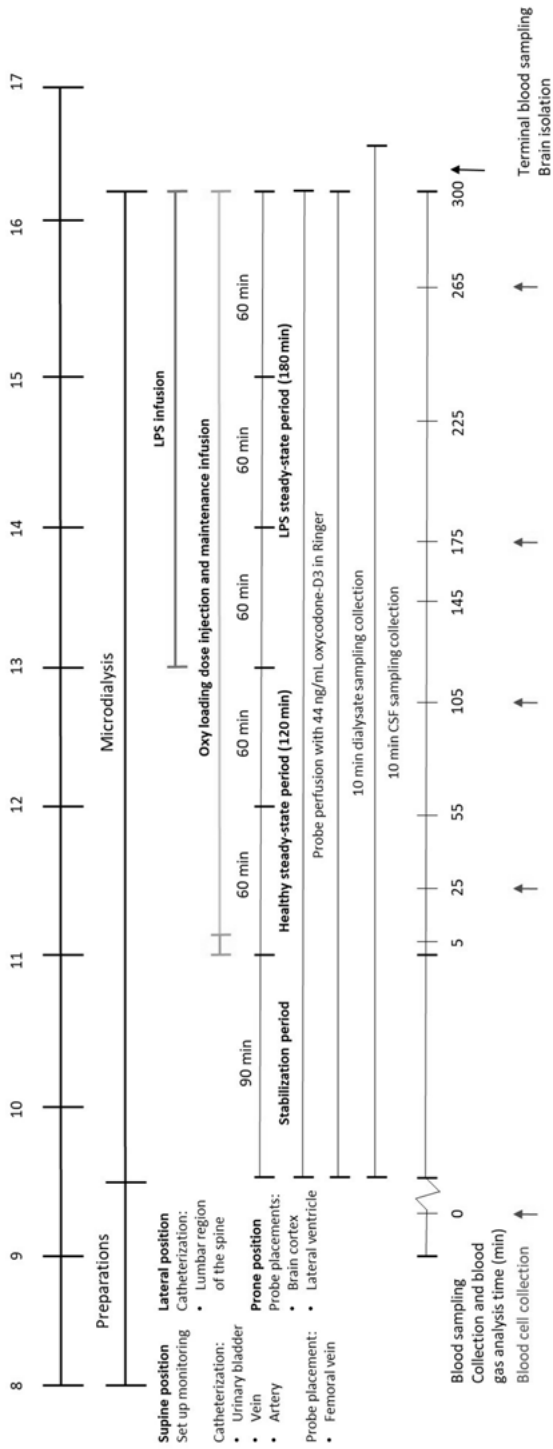 8 9 10 11 12 13 14 15 16 17
Preparations
Microdialysis
Supine position
Set up monitoring
Catheterization:
• Urinary bladder
• Vein
• Artery
Probe placement:
• Femoral vein
Lateral position
Catheterization:
• Lumbar region
of the spine
Prone position
Probe placements:
• Brain cortex
• Lateral ventricle
LPS infusion
Oxy loading dose injection and maintenance infusion
90 min 60 min 60 min 60 min 60 min 60 min
Stabilization period
Healthy steady-state period (120 min)
LPS steady-state period (180 min)
Probe perfusion with 44 ng/mL oxycodone-D3 in Ringer
10 min dialysate sampling collection
10 min CSF sampling collection
Blood sampling
Collection and blood
gas analysis time (min)
0 5 25 55 105 145 175 225 265 300
Blood cell collection
Terminal blood sampling
Brain isolation